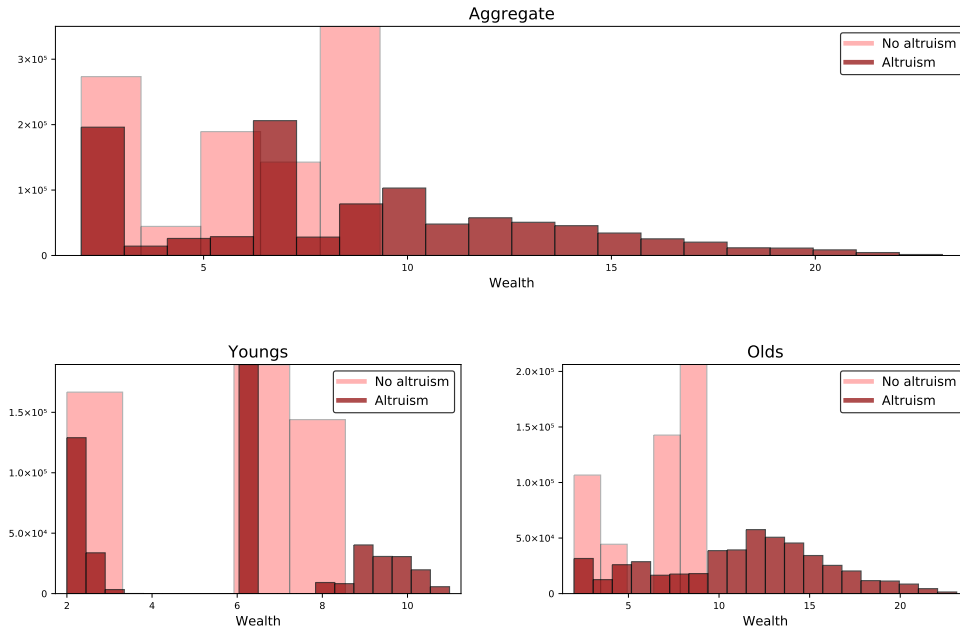 Aggregate
No altruism
Altruism
3×10⁵
2×10⁵
1×10⁵
0
5 10 15 20
Wealth
Youngs
No altruism
Altruism
1.5×10⁵
1.0×10⁵
5.0×10⁴
0
2 4 6 8 10
Wealth
Olds
No altruism
Altruism
2.0×10⁵
1.5×10⁵
1.0×10⁵
5.0×10⁴
0
5 10 15 20
Wealth